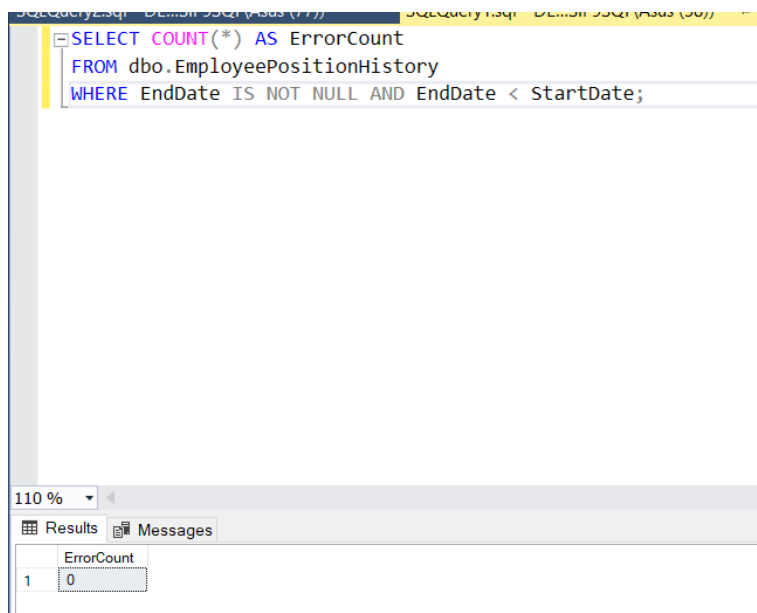 SELECT COUNT(*) AS ErrorCount
FROM dbo.EmployeePositionHistory
WHERE EndDate IS NOT NULL AND EndDate < StartDate;
110 %
Results Messages
ErrorCount
1 0